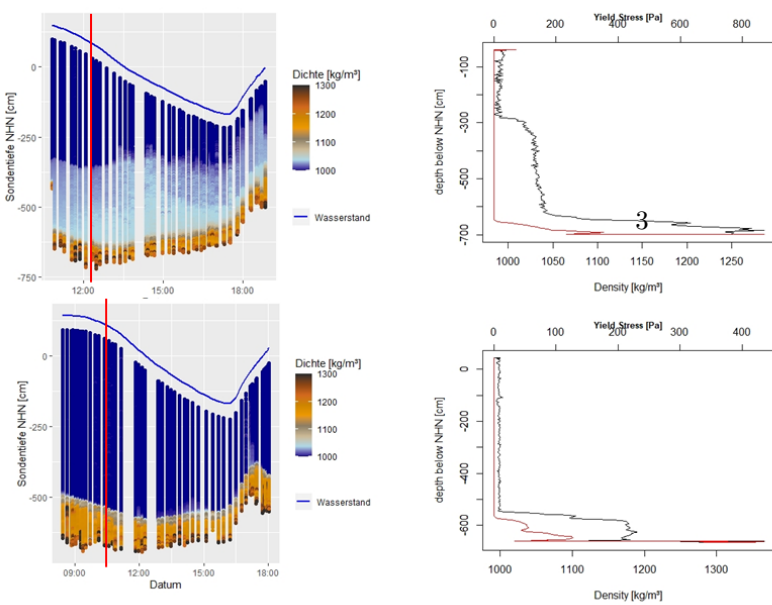 Dichte [kg/m³]
1300
1200
1100
1000
Wasserstand
Sondentiefe NHN [cm]
0
-250
-500
-750
12:00 15:00 18:00
Yield Stress [Pa]
0 200 400 600 800
depth below NHN [cm]
-100
-300
-500
-700
3
1000 1050 1100 1150 1200 1250
Density [kg/m³]
Dichte [kg/m³]
1300
1200
1100
1000
Wasserstand
Sondentiefe NHN [cm]
0
-250
-500
09:00 12:00 15:00 18:00
Datum
Yield Stress [Pa]
0 100 200 300 400
depth below NHN [cm]
0
-200
-400
-600
1000 1100 1200 1300
Density [kg/m³]